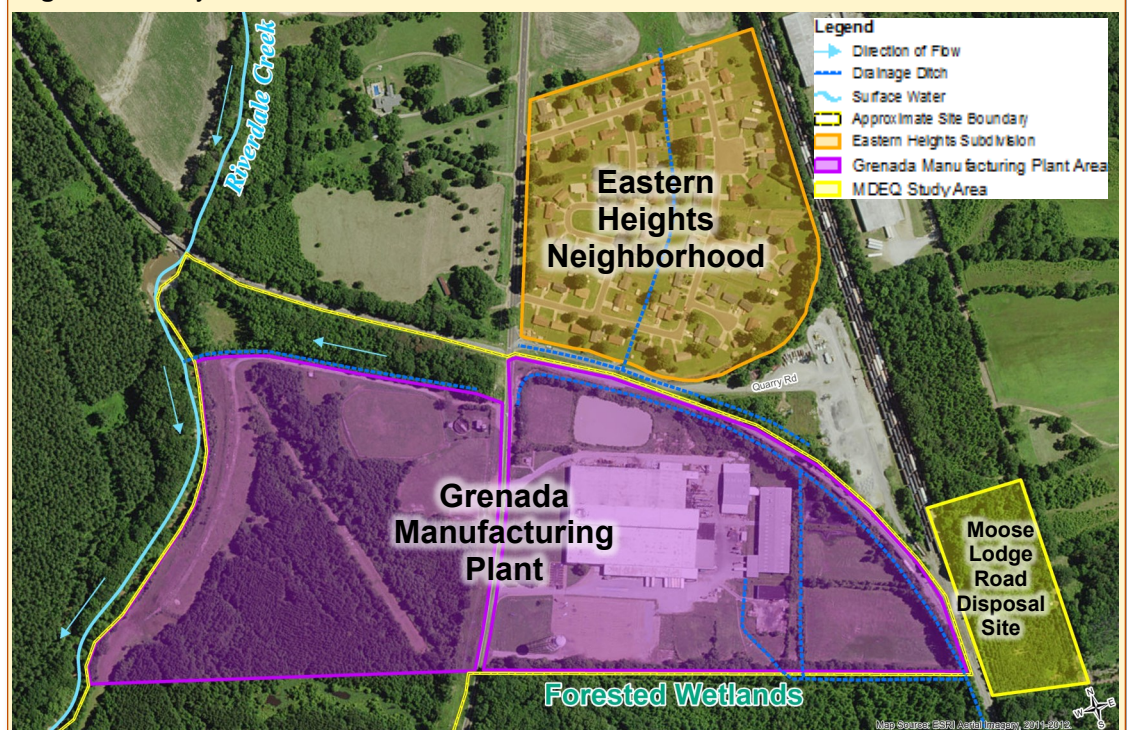 Legend
Direction of Flow
Drainage Ditch
Surface Water
Approximate Site Boundary
Eastern Heights Subdivision
Grenada Manufacturing Plant Area
MDEQ Study Area
Riverdale Creek
Eastern
Heights
Neighborhood
Quarry Rd
Grenada
Manufacturing
Plant
Moose
Lodge
Road
Disposal
Site
Forested Wetlands
N
W E
S
Map Source: ESRI Aerial Imagery, 2011-2012.